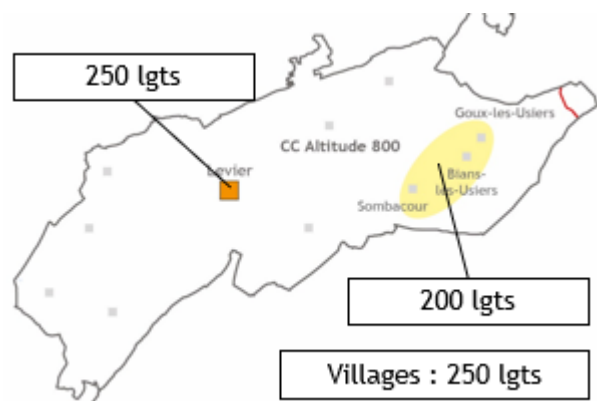 250 lgts
Goux-les-Usiers
CC Altitude 800
Levier
Bians-
les-Usiers
Sombacour
200 lgts
Villages : 250 lgts